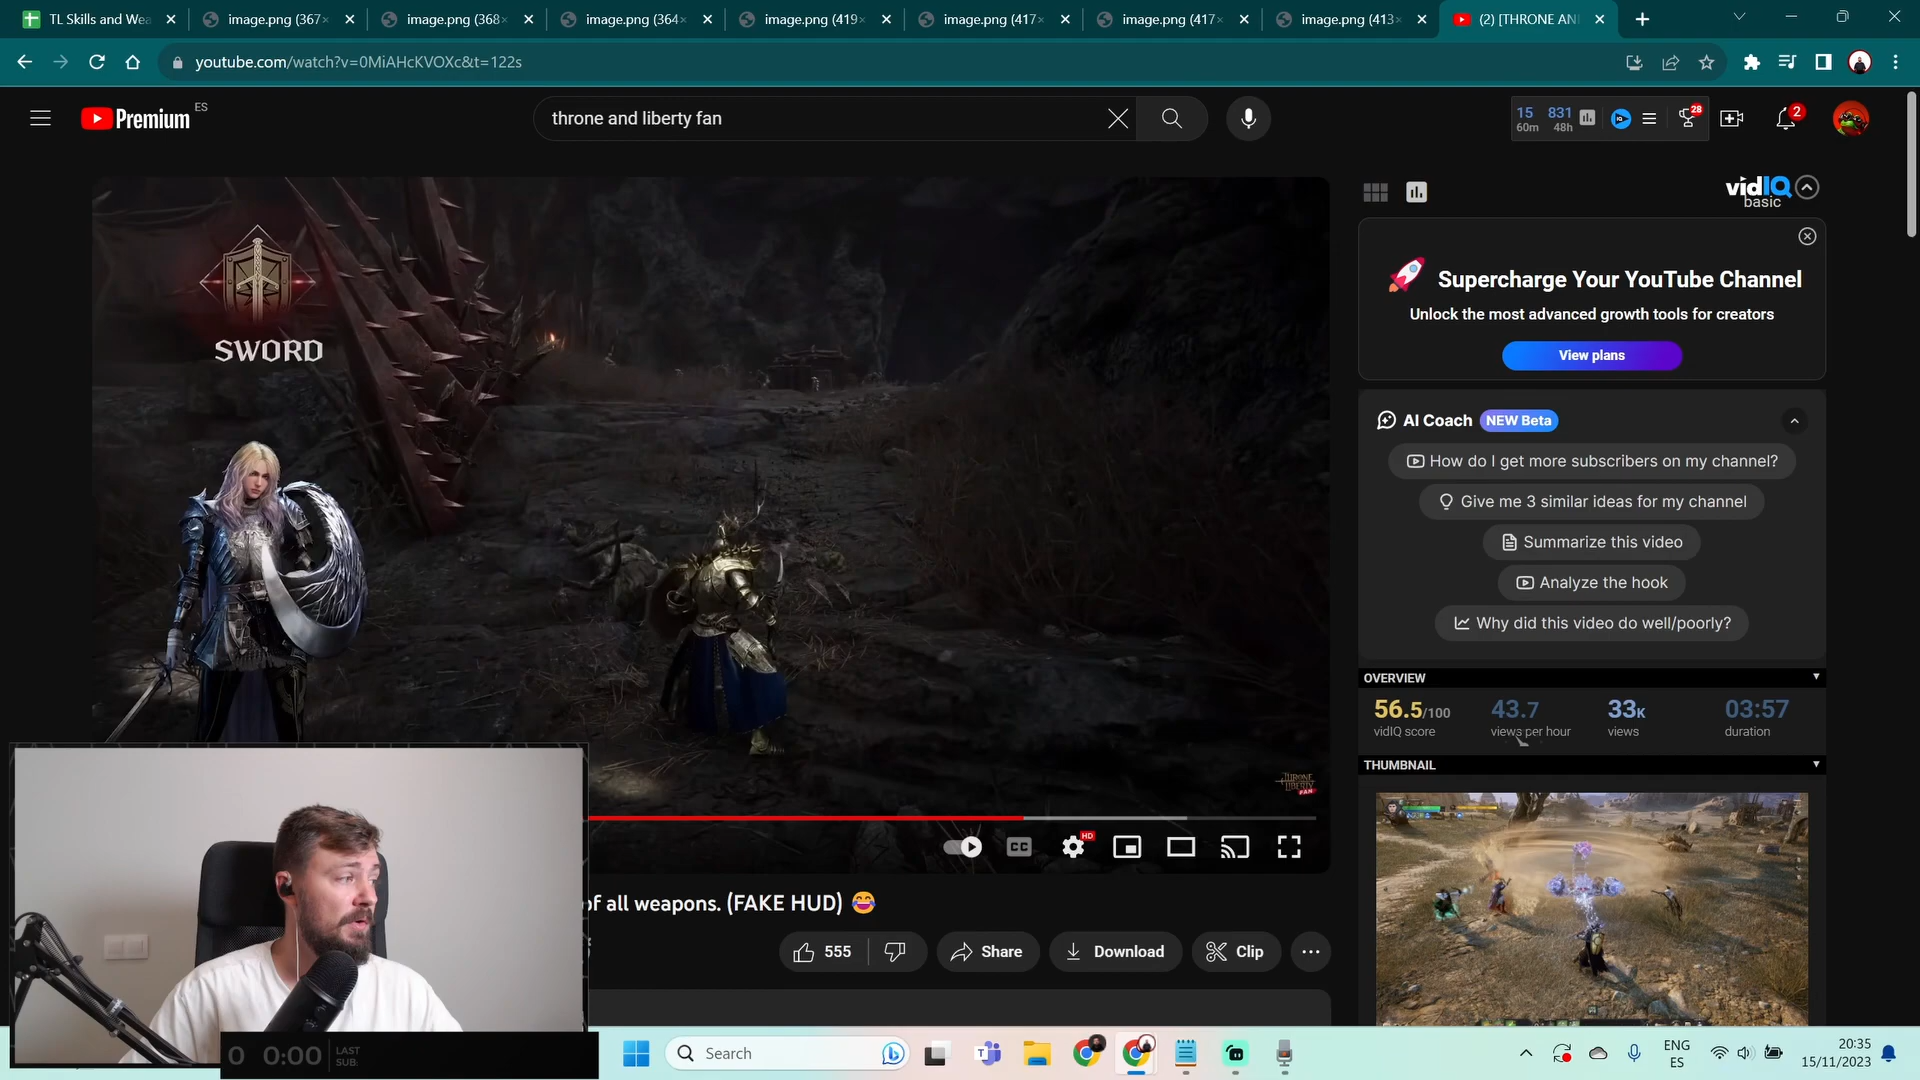 TL Skills and Wea
image.png (367×
image.png (368×
image.png (364×
image.png (419×
image.png (417×
image.png (417×
image.png (413×
(2) [THRONE AN
youtube.com/watch?v=0MiAHcKVOXc&t=122s
Premium
ES
throne and liberty fan
15
60m
831
48h
28
2
SWORD
THRONE
LIBERTY
FAN
HD
CC
of all weapons. (FAKE HUD) 😂
555
Share
Download
Clip
vidIQ
basic
Supercharge Your YouTube Channel
Unlock the most advanced growth tools for creators
View plans
AI Coach
NEW Beta
How do I get more subscribers on my channel?
Give me 3 similar ideas for my channel
Summarize this video
Analyze the hook
Why did this video do well/poorly?
OVERVIEW
56.5/100
vidIQ score
43.7
views per hour
33K
views
03:57
duration
THUMBNAIL
0 0:00
LAST
SUB:
Search
ENG
ES
20:35
15/11/2023